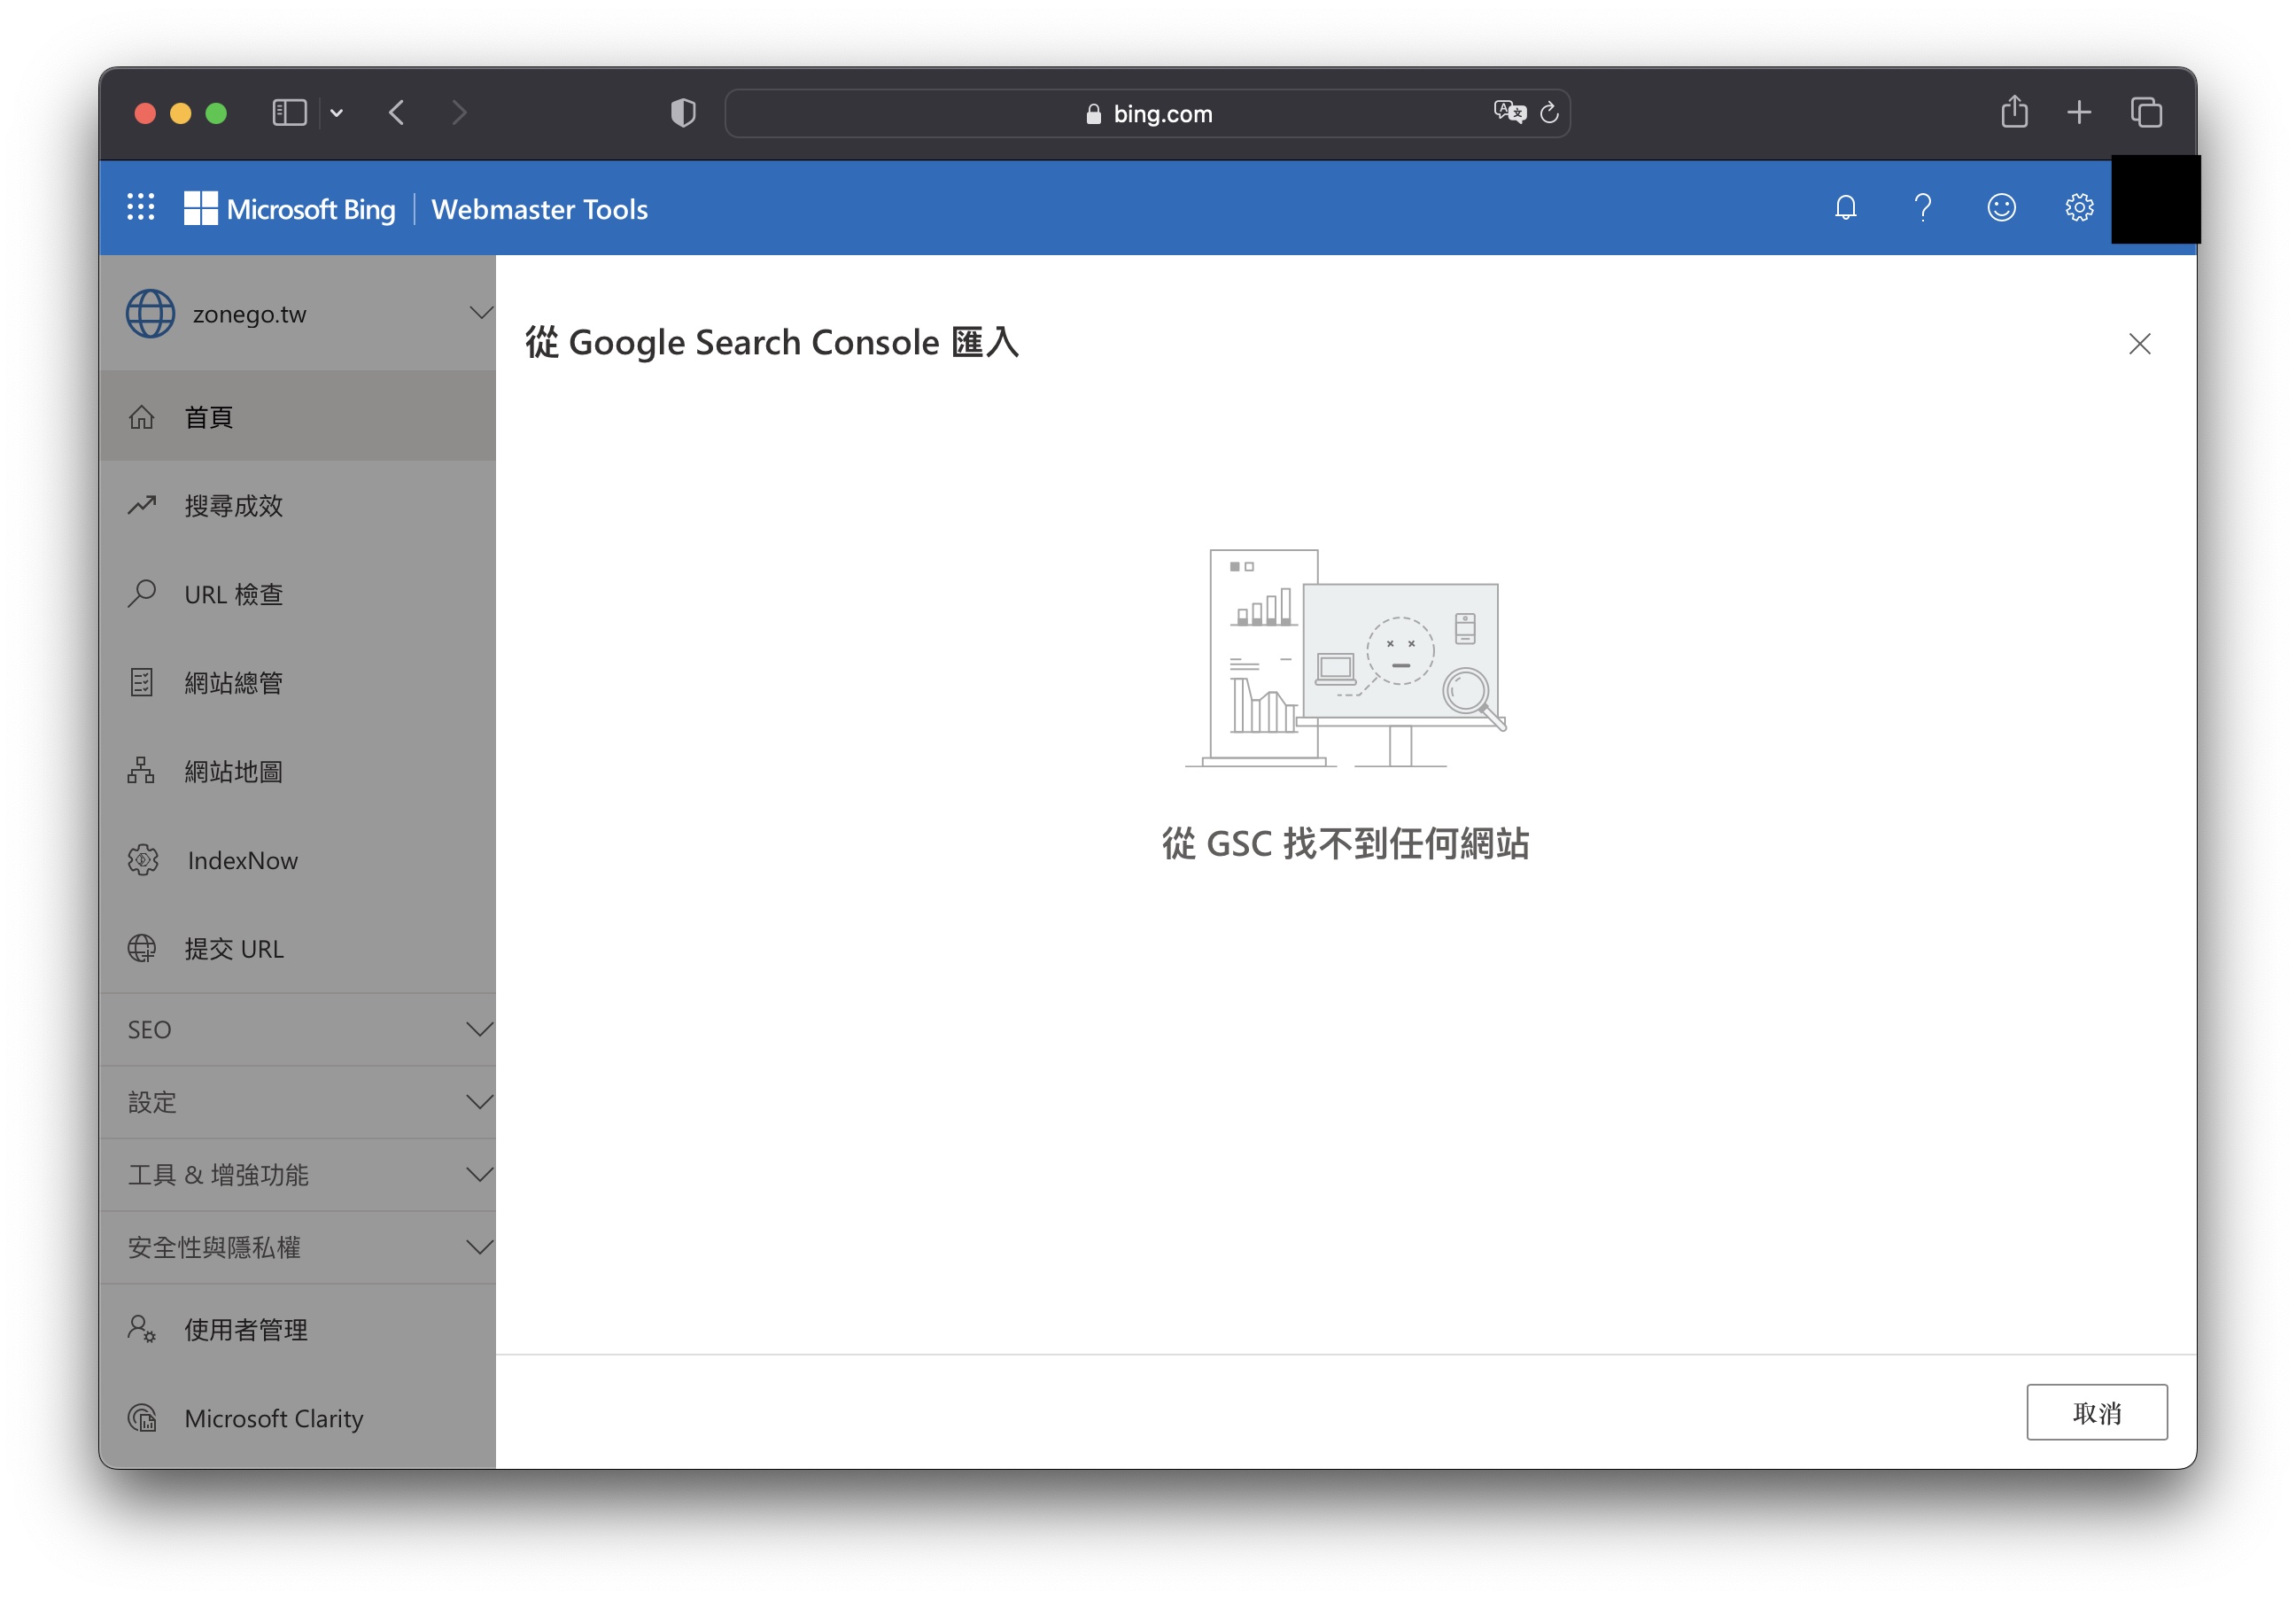 bing.com
Microsoft Bing | Webmaster Tools
zonego.tw
首頁
搜尋成效
URL 檢查
網站總管
網站地圖
IndexNow
提交 URL
SEO
設定
工具 & 增強功能
安全性與隱私權
使用者管理
Microsoft Clarity
從 Google Search Console 匯入
從 GSC 找不到任何網站
取消